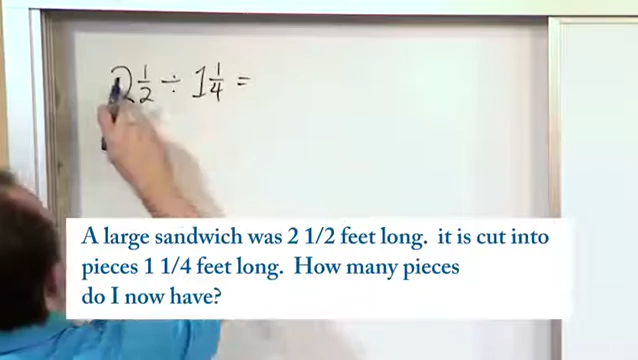 2 1/2 ÷ 1 1/4 =
A large sandwich was 2 1/2 feet long.  it is cut into
pieces 1 1/4 feet long.  How many pieces
do I now have?